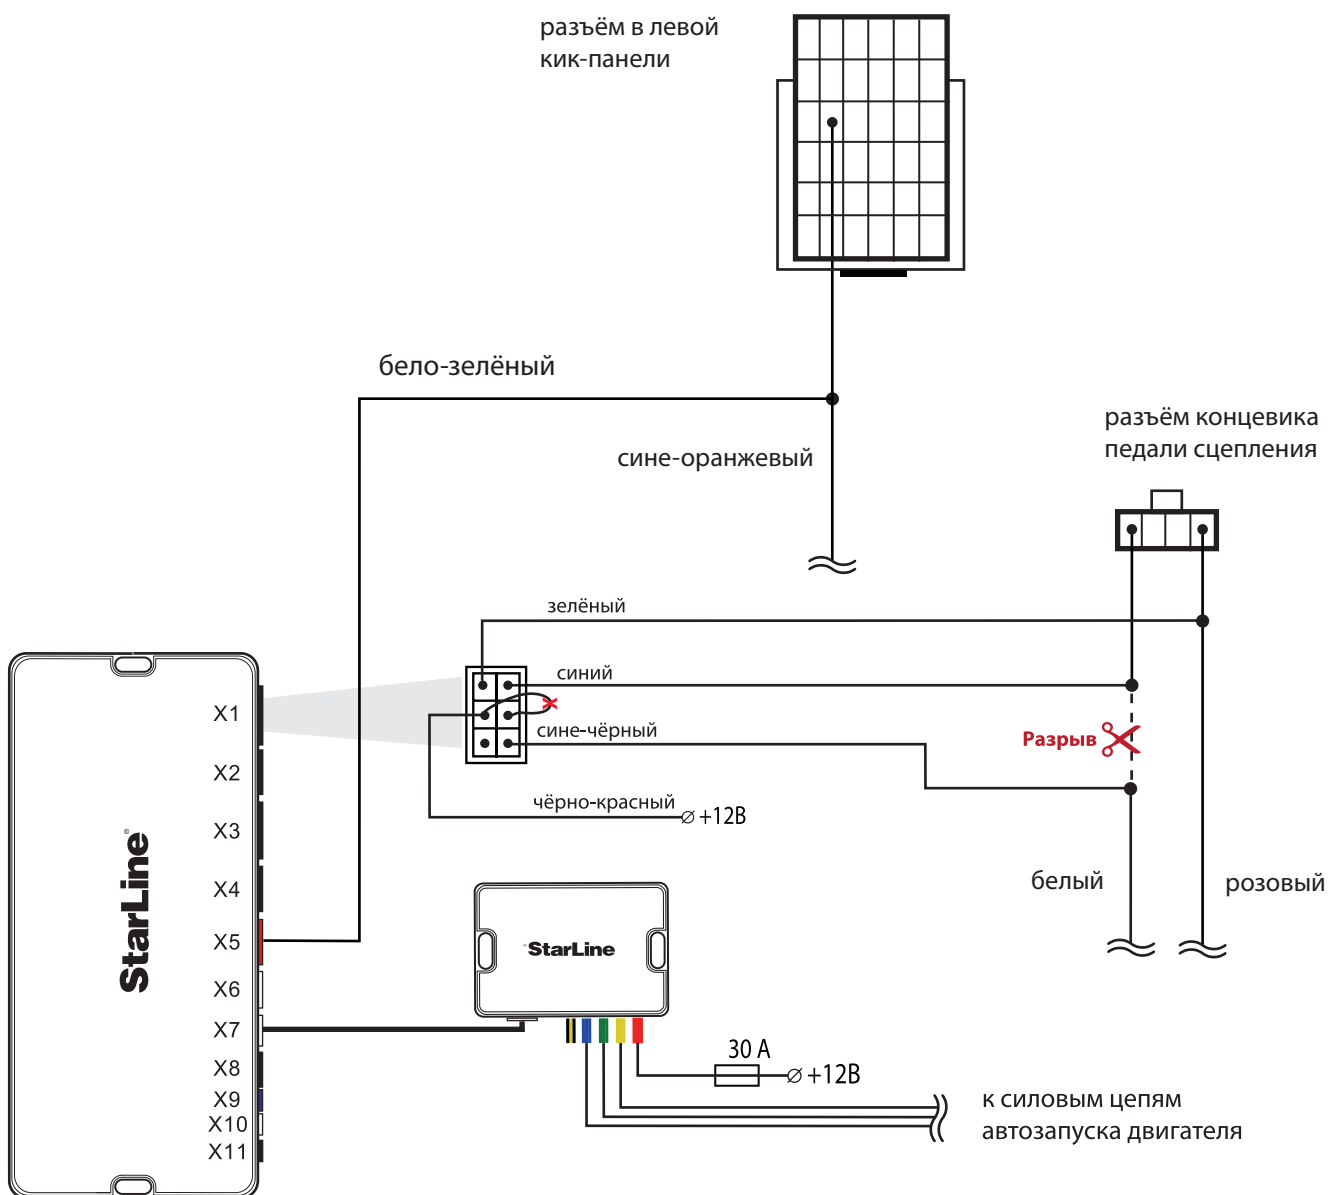 разъём в левой
кик-панели
бело-зелёный
сине-оранжевый
разъём концевика
педали сцепления
зелёный
синий
сине-чёрный
Разрыв
чёрно-красный
+12В
белый
розовый
X1
X2
X3
X4
X5
X6
X7
X8
X9
X10
X11
StarLine®
StarLine
30 А
+12В
к силовым цепям
автозапуска двигателя